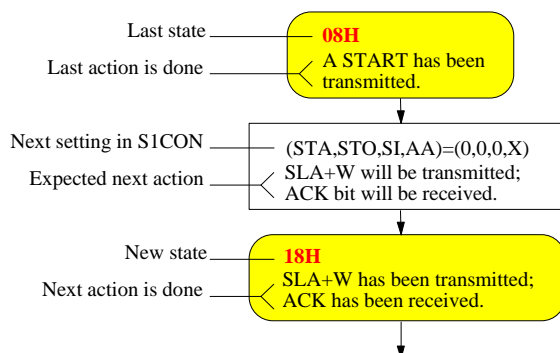 Last state
08H
Last action is done
A START has been
transmitted.
Next setting in S1CON
(STA,STO,SI,AA)=(0,0,0,X)
Expected next action
SLA+W will be transmitted;
ACK bit will be received.
New state
18H
Next action is done
SLA+W has been transmitted;
ACK has been received.